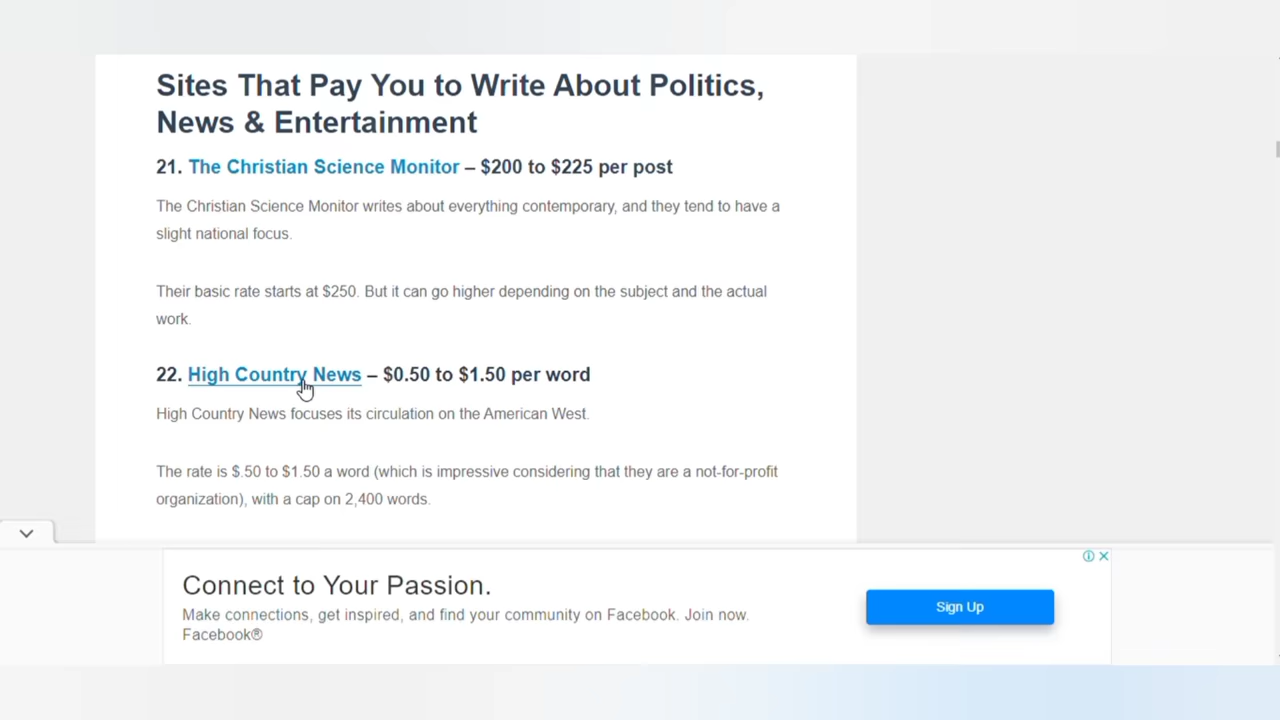 Sites That Pay You to Write About Politics,
News & Entertainment
21. The Christian Science Monitor – $200 to $225 per post
The Christian Science Monitor writes about everything contemporary, and they tend to have a
slight national focus.
Their basic rate starts at $250. But it can go higher depending on the subject and the actual
work.
22. High Country News – $0.50 to $1.50 per word
High Country News focuses its circulation on the American West.
The rate is $.50 to $1.50 a word (which is impressive considering that they are a not-for-profit
organization), with a cap on 2,400 words.
Connect to Your Passion.
Make connections, get inspired, and find your community on Facebook. Join now.
Facebook®
Sign Up